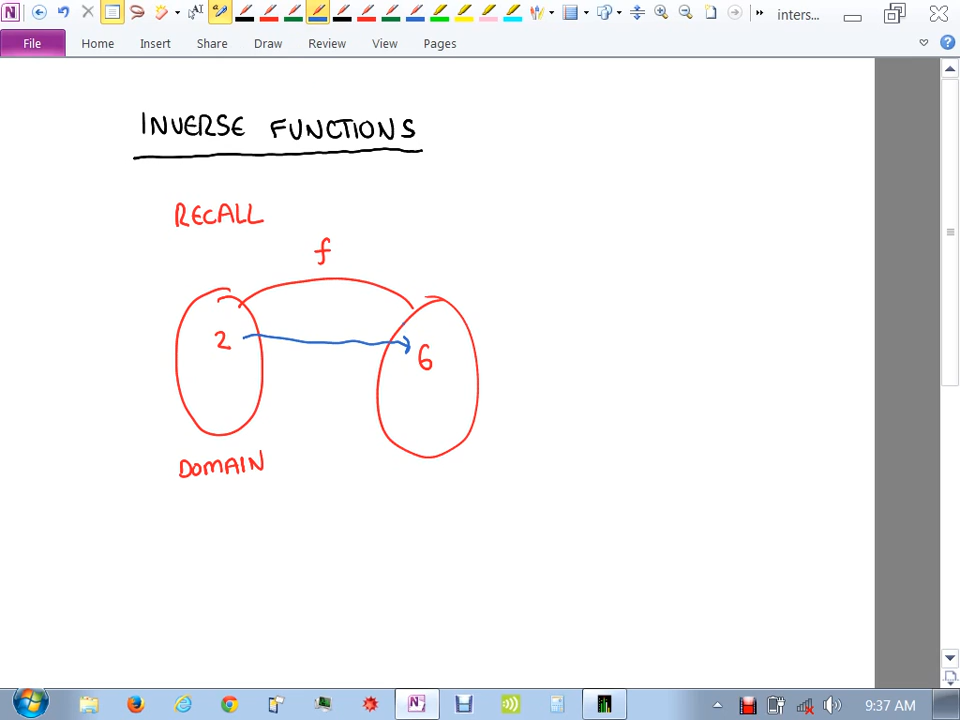 inters...
File Home Insert Share Draw Review View Pages
INVERSE FUNCTIONS
RECALL
f
2
6
DOMAIN
9:37 AM